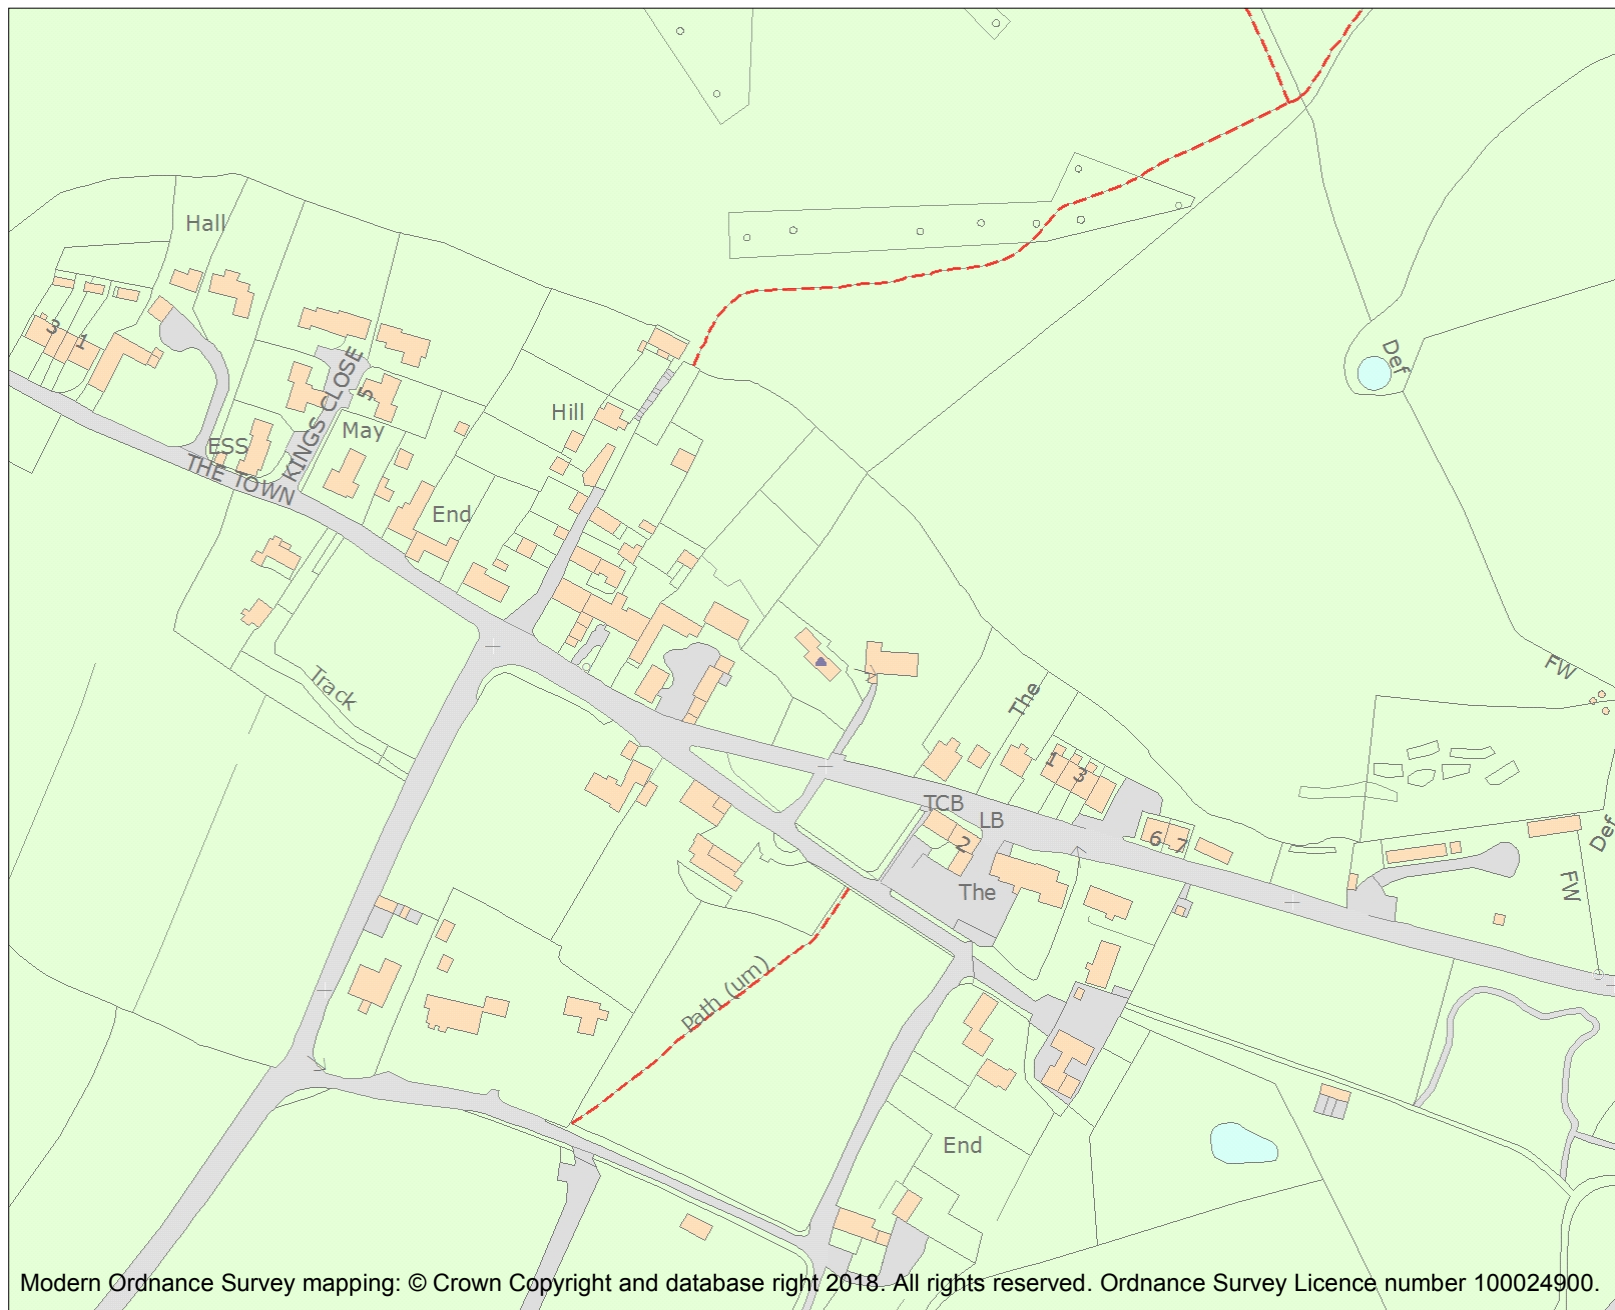 Hall
3
1
KINGS CLOSE
5
Hill
May
ESS
THE TOWN
End
Def
Track
The
FW
1
3
TCB
LB
2
6
7
Def
The
FW
Path (um)
End
Modern Ordnance Survey mapping: © Crown Copyright and database right 2018. All rights reserved. Ordnance Survey Licence number 100024900.